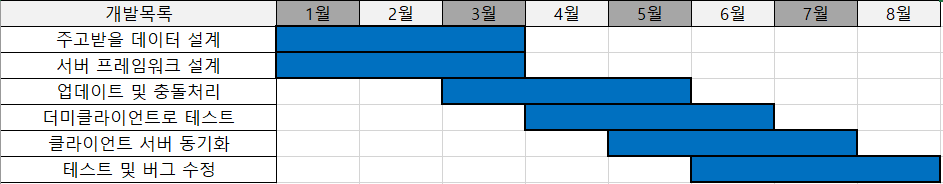 개발목록 1월 2월 3월 4월 5월 6월 7월 8월
주고받을 데이터 설계
서버 프레임워크 설계
업데이트 및 충돌처리
더미클라이언트로 테스트
클라이언트 서버 동기화
테스트 및 버그 수정